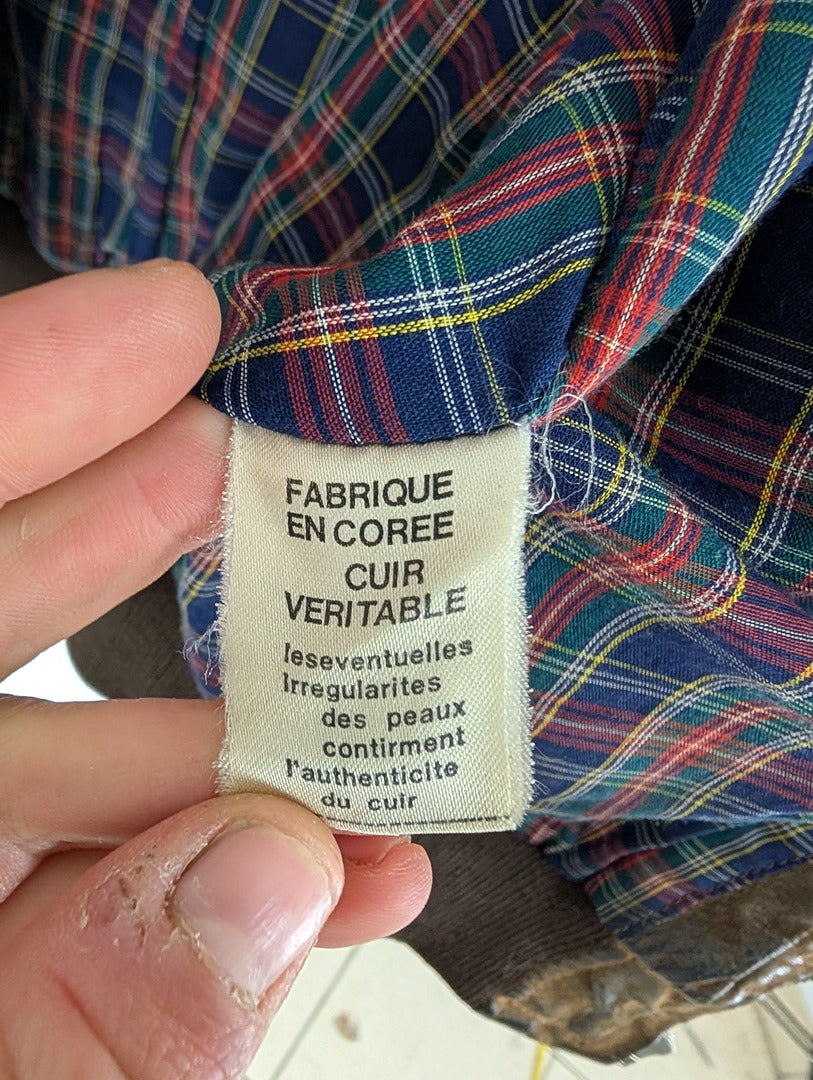 FABRIQUE
EN COREE
CUIR
VERITABLE
leseventuelles
Irregularites
des peaux
contirment
l'authenticite
du cuir